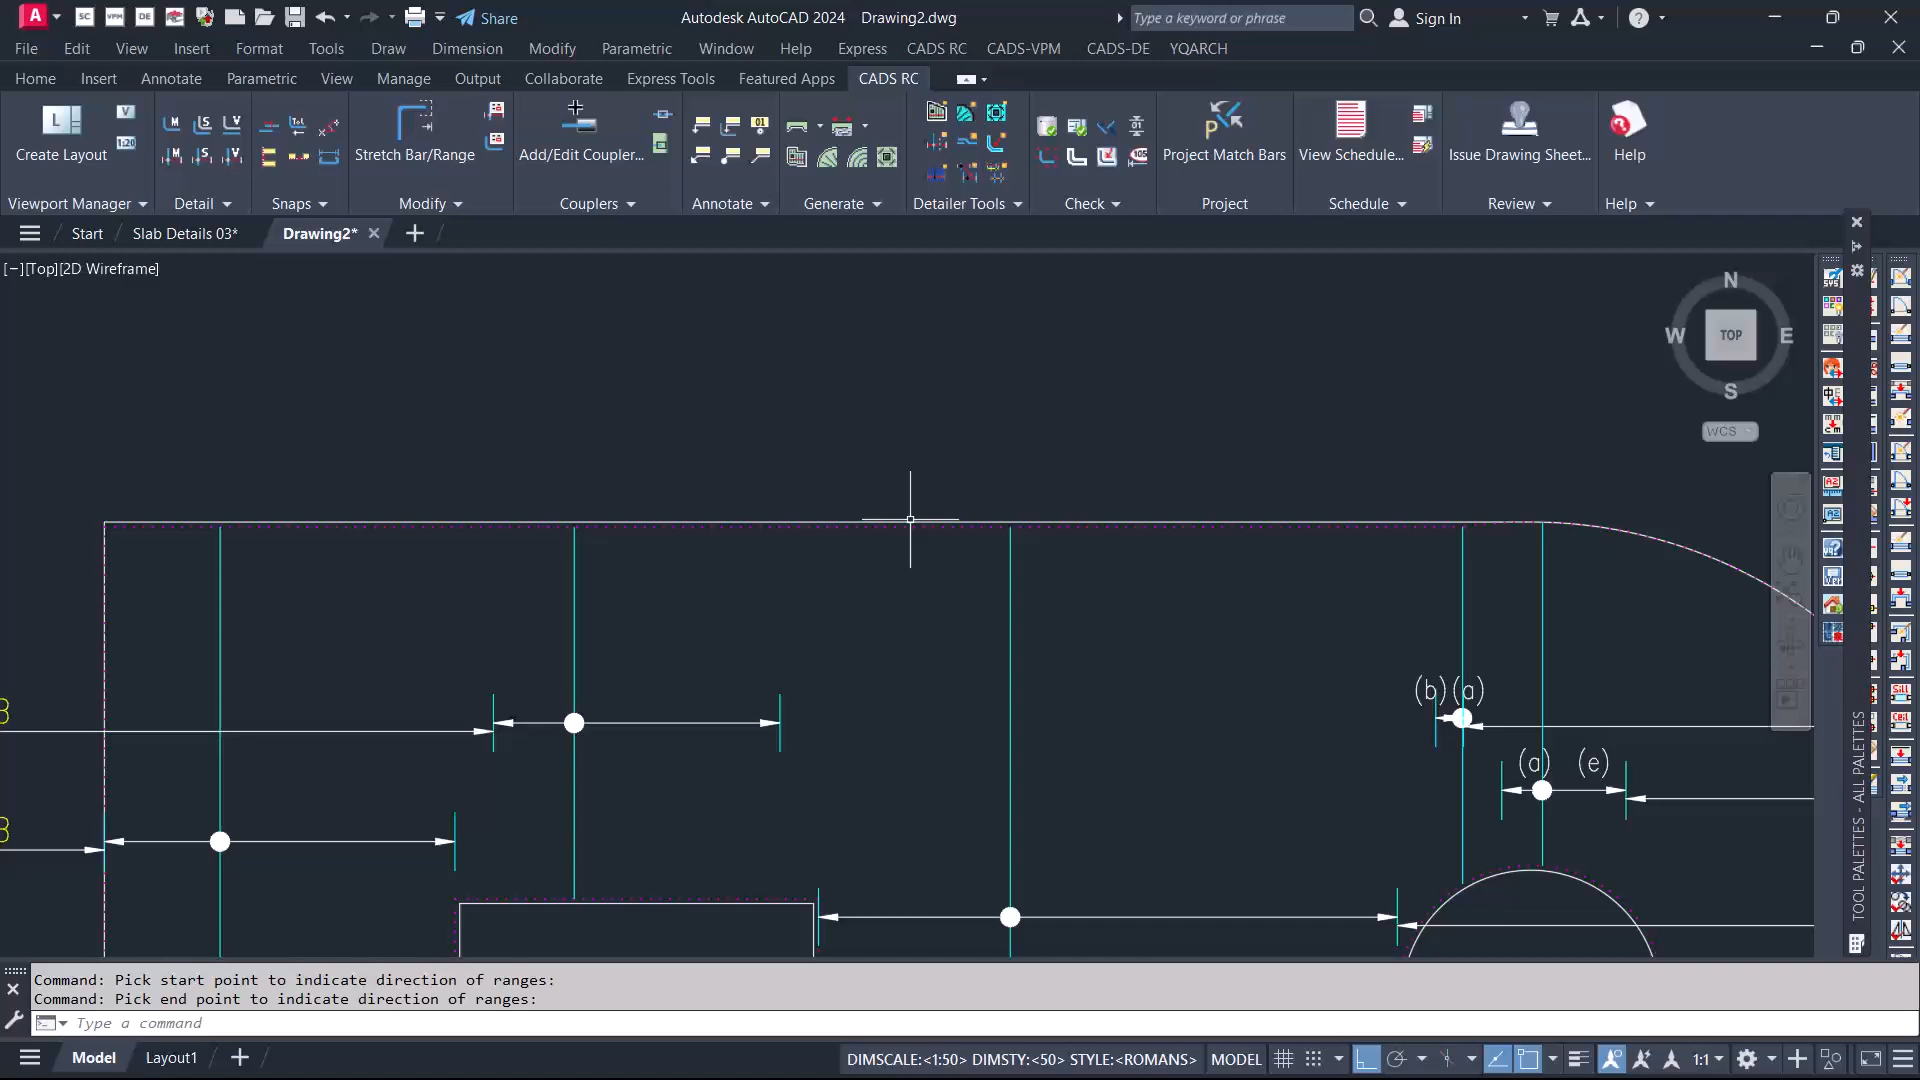 SC VPM DE Share Autodesk AutoCAD 2024 Drawing2.dwg Type a keyword or phrase Sign In
File Edit View Insert Format Tools Draw Dimension Modify Parametric Window Help Express CADS RC CADS-VPM CADS-DE YQARCH
Home Insert Annotate Parametric View Manage Output Collaborate Express Tools Featured Apps CADS RC
Create Layout Stretch Bar/Range Add/Edit Coupler... Project Match Bars View Schedule... Issue Drawing Sheet... Help
Viewport Manager Detail Snaps Modify Couplers Annotate Generate Detailer Tools Check Project Schedule Review Help
Start Slab Details 03* Drawing2*
[−][Top][2D Wireframe]
N
W TOP E
S
WCS
(b)(a)
(a) (e)
B
B
TOOL PALETTES - ALL PALETTES
Command: Pick start point to indicate direction of ranges:
Command: Pick end point to indicate direction of ranges:
Type a command
Model Layout1 DIMSCALE:<1:50> DIMSTY:<50> STYLE:<ROMANS> MODEL 1:1